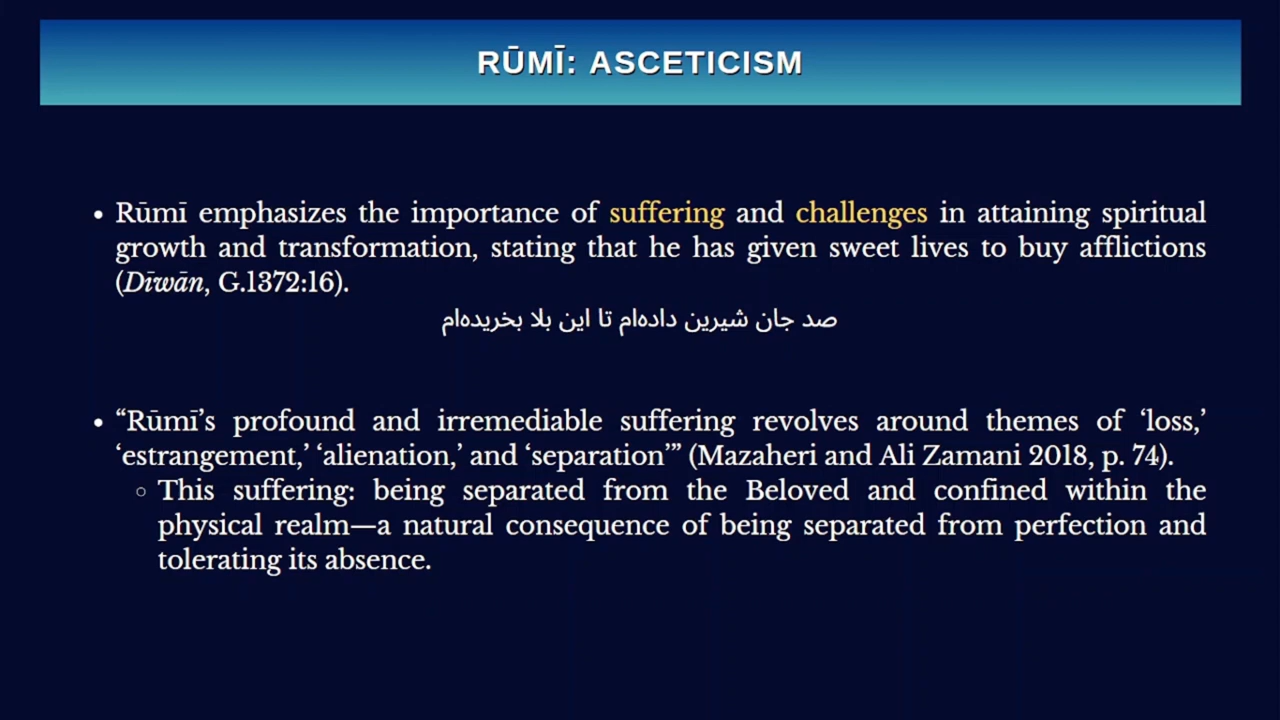 RŪMĪ: ASCETICISM
• Rūmī emphasizes the importance of suffering and challenges in attaining spiritual
growth and transformation, stating that he has given sweet lives to buy afflictions
(Dīwān, G.1372:16).
صد جان شیرین داده‌ام تا این بلا بخریده‌ام
• “Rūmī’s profound and irremediable suffering revolves around themes of ‘loss,’
‘estrangement,’ ‘alienation,’ and ‘separation’” (Mazaheri and Ali Zamani 2018, p. 74).
○ This suffering: being separated from the Beloved and confined within the
physical realm—a natural consequence of being separated from perfection and
tolerating its absence.